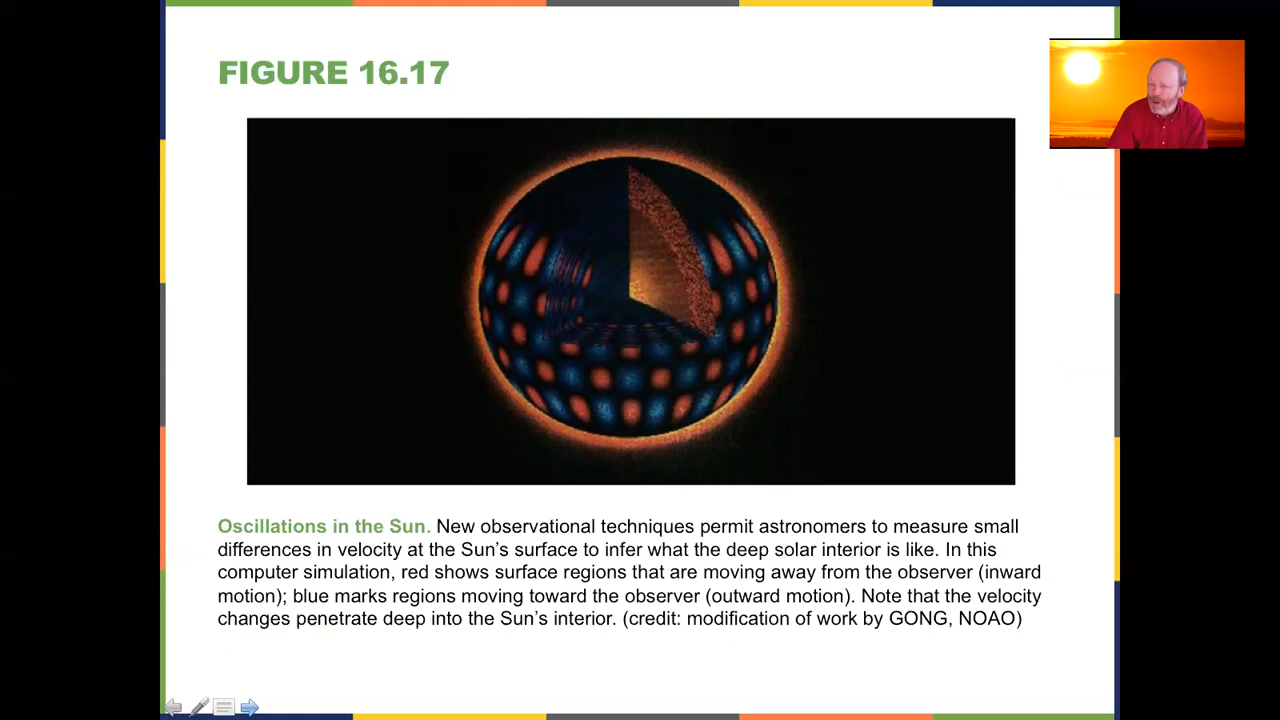 FIGURE 16.17
Oscillations in the Sun. New observational techniques permit astronomers to measure small
differences in velocity at the Sun’s surface to infer what the deep solar interior is like. In this
computer simulation, red shows surface regions that are moving away from the observer (inward
motion); blue marks regions moving toward the observer (outward motion). Note that the velocity
changes penetrate deep into the Sun’s interior. (credit: modification of work by GONG, NOAO)